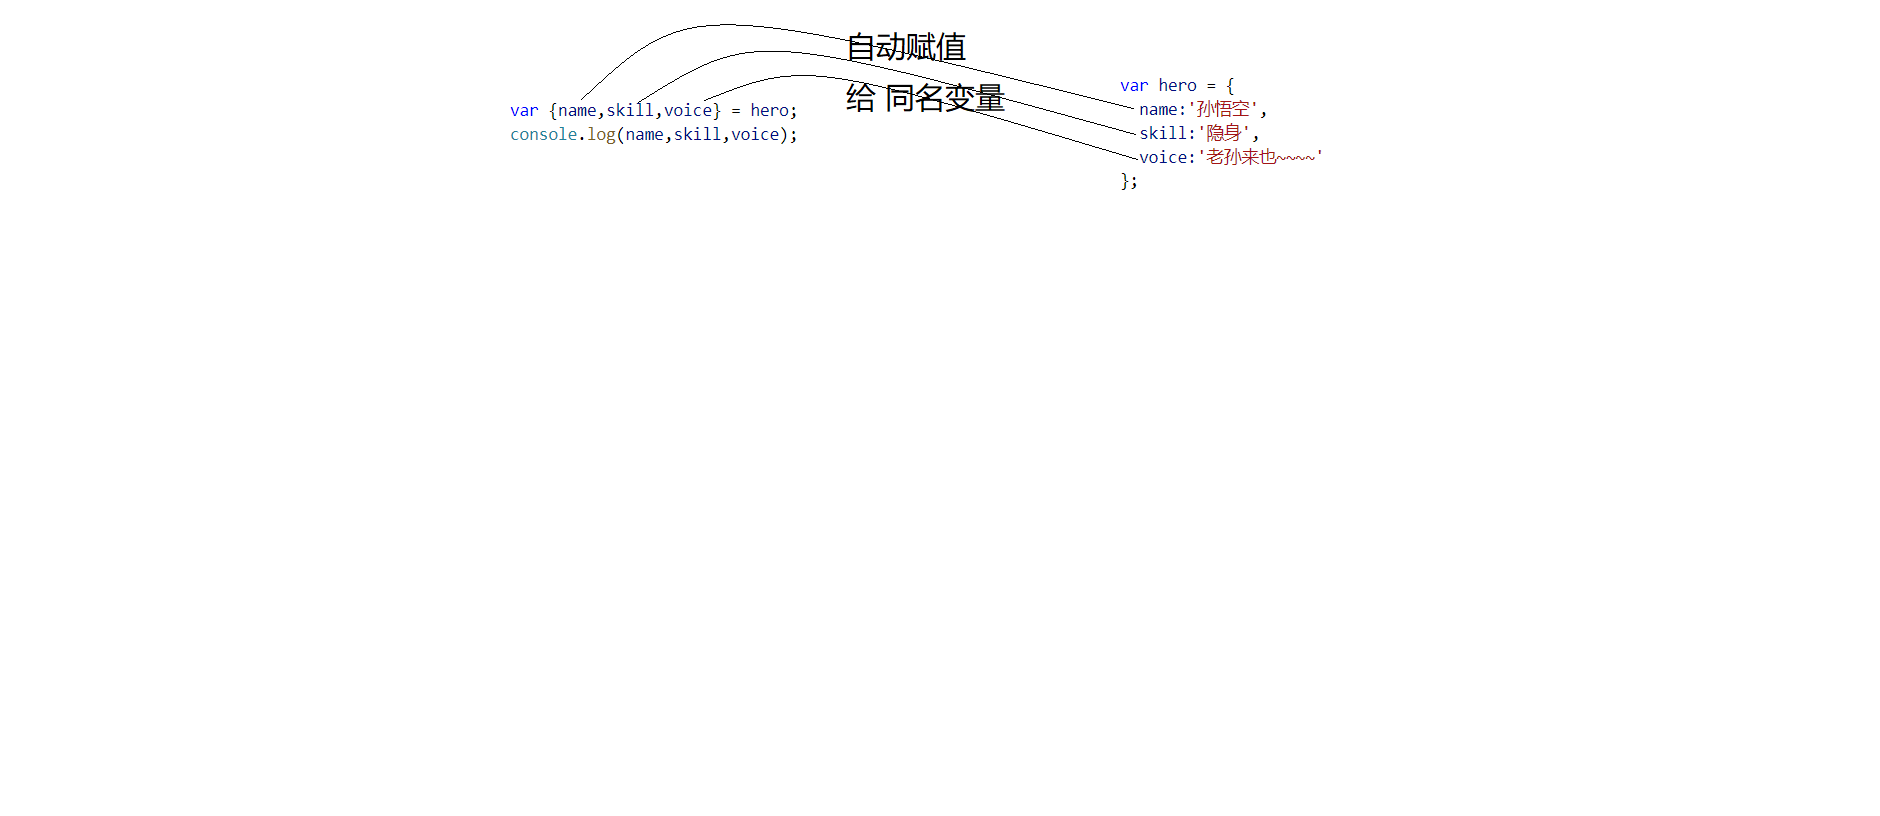 var {name,skill,voice} = hero;
console.log(name,skill,voice);
自动赋值
给 同名变量
var hero = {
  name:'孙悟空',
  skill:'隐身',
  voice:'老孙来也~~~~'
};